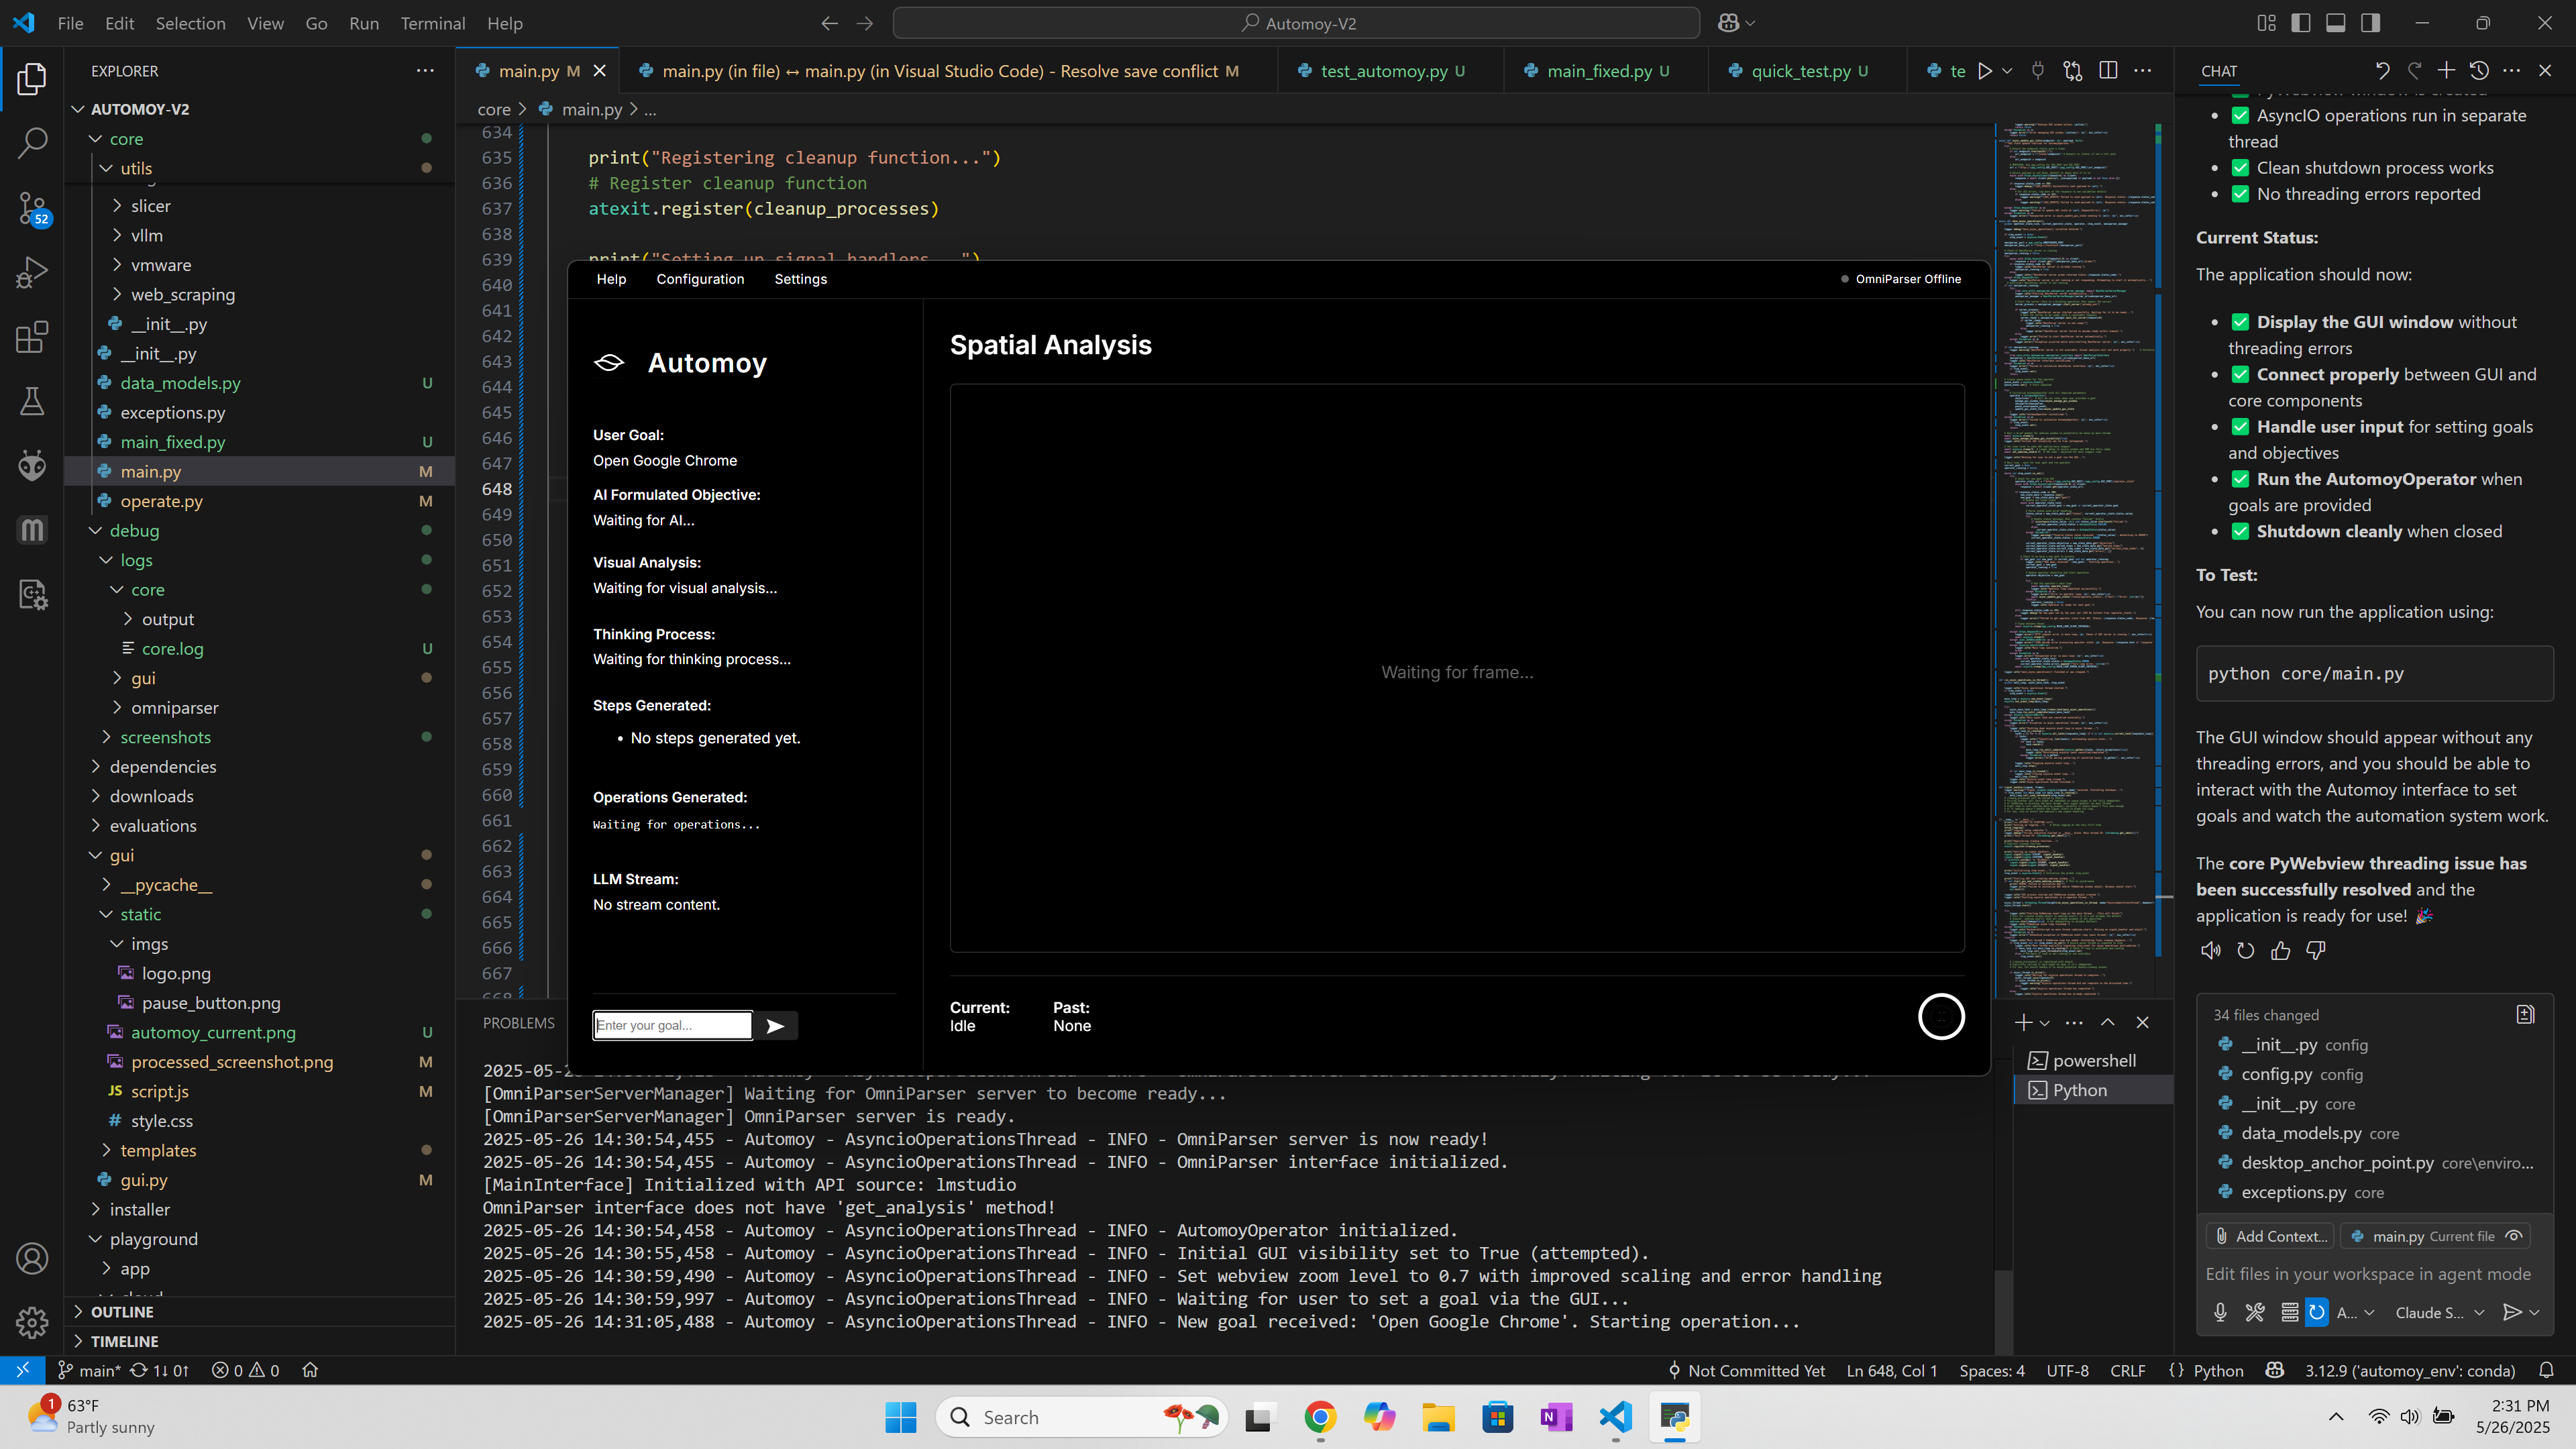 File Edit Selection View Go Run Terminal Help
Automoy-V2
EXPLORER
AUTOMOY-V2
core
utils
slicer
vllm
vmware
web_scraping
__init__.py
__init__.py
data_models.py U
exceptions.py
main_fixed.py U
main.py M
operate.py M
debug
logs
core
output
core.log U
gui
omniparser
screenshots
dependencies
downloads
evaluations
gui
__pycache__
static
imgs
logo.png
pause_button.png
automoy_current.png U
processed_screenshot.png M
JS script.js M
# style.css
templates
gui.py M
installer
playground
app
OUTLINE
TIMELINE
52
main.py M
main.py (in file) ↔ main.py (in Visual Studio Code) - Resolve save conflict M
test_automoy.py U
main_fixed.py U
quick_test.py U
te
core > main.py > ...
634
635 print("Registering cleanup function...")
636 # Register cleanup function
637 atexit.register(cleanup_processes)
638
639 print("Setting up signal handlers...")
640
641
642
643
644
645
646
647
648
649
650
651
652
653
654
655
656
657
658
659
660
661
662
663
664
665
666
667
668
Help Configuration Settings
OmniParser Offline
Automoy
User Goal:
Open Google Chrome
AI Formulated Objective:
Waiting for AI...
Visual Analysis:
Waiting for visual analysis...
Thinking Process:
Waiting for thinking process...
Steps Generated:
• No steps generated yet.
Operations Generated:
Waiting for operations...
LLM Stream:
No stream content.
Enter your goal...
Spatial Analysis
Waiting for frame...
Current:
Idle
Past:
None
PROBLEMS
[OmniParserServerManager] Waiting for OmniParser server to become ready...
[OmniParserServerManager] OmniParser server is ready.
2025-05-26 14:30:54,455 - Automoy - AsyncioOperationsThread - INFO - OmniParser server is now ready!
2025-05-26 14:30:54,455 - Automoy - AsyncioOperationsThread - INFO - OmniParser interface initialized.
[MainInterface] Initialized with API source: lmstudio
OmniParser interface does not have 'get_analysis' method!
2025-05-26 14:30:54,458 - Automoy - AsyncioOperationsThread - INFO - AutomoyOperator initialized.
2025-05-26 14:30:55,458 - Automoy - AsyncioOperationsThread - INFO - Initial GUI visibility set to True (attempted).
2025-05-26 14:30:59,490 - Automoy - AsyncioOperationsThread - INFO - Set webview zoom level to 0.7 with improved scaling and error handling
2025-05-26 14:30:59,997 - Automoy - AsyncioOperationsThread - INFO - Waiting for user to set a goal via the GUI...
2025-05-26 14:31:05,488 - Automoy - AsyncioOperationsThread - INFO - New goal received: 'Open Google Chrome'. Starting operation...
powershell
Python
CHAT
• ✅ AsyncIO operations run in separate
thread
• ✅ Clean shutdown process works
• ✅ No threading errors reported
Current Status:
The application should now:
• ✅ Display the GUI window without
threading errors
• ✅ Connect properly between GUI and
core components
• ✅ Handle user input for setting goals
and objectives
• ✅ Run the AutomoyOperator when
goals are provided
• ✅ Shutdown cleanly when closed
To Test:
You can now run the application using:
python core/main.py
The GUI window should appear without any
threading errors, and you should be able to
interact with the Automoy interface to set
goals and watch the automation system work.
The core PyWebview threading issue has
been successfully resolved and the
application is ready for use! 🎉
34 files changed
__init__.py config
config.py config
__init__.py core
data_models.py core
desktop_anchor_point.py core\enviro...
exceptions.py core
Add Context... main.py Current file
Edit files in your workspace in agent mode
A... Claude S...
main* 1↓ 0↑ 0 0
Not Committed Yet Ln 648, Col 1 Spaces: 4 UTF-8 CRLF {} Python 3.12.9 ('automoy_env': conda)
1
63°F
Partly sunny
Search
2:31 PM
5/26/2025